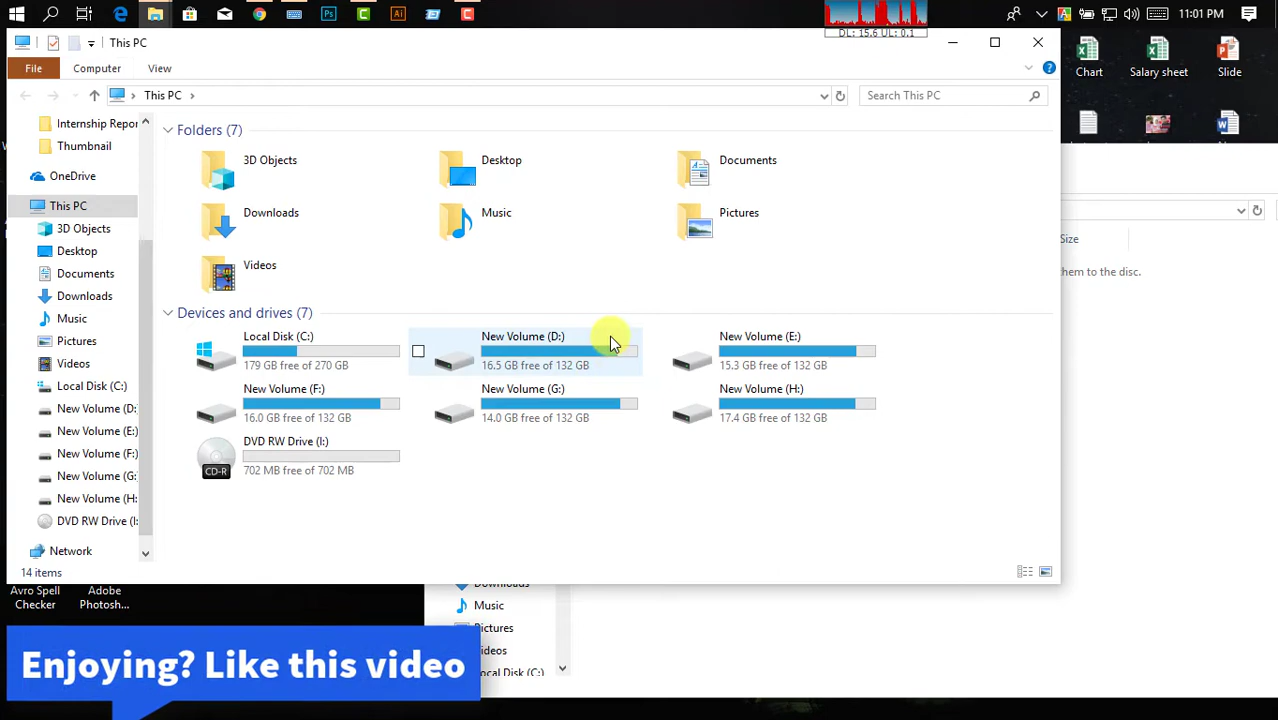 11:01 PM
DL: 15.6 UL: 0.1
This PC
File Computer View
This PC
Search This PC
Chart
Salary sheet
Slide
Internship Repor
Thumbnail
OneDrive
This PC
3D Objects
Desktop
Documents
Downloads
Music
Pictures
Videos
Local Disk (C:)
New Volume (D:
New Volume (E:)
New Volume (F:)
New Volume (G:
New Volume (H:
DVD RW Drive (I:
Network
Folders (7)
3D Objects
Desktop
Documents
Downloads
Music
Pictures
Videos
Devices and drives (7)
Local Disk (C:)
179 GB free of 270 GB
New Volume (D:)
16.5 GB free of 132 GB
New Volume (E:)
15.3 GB free of 132 GB
New Volume (F:)
16.0 GB free of 132 GB
New Volume (G:)
14.0 GB free of 132 GB
New Volume (H:)
17.4 GB free of 132 GB
DVD RW Drive (I:)
702 MB free of 702 MB
CD-R
14 items
Size
them to the disc.
Avro Spell
Checker
Adobe
Photosh...
Music
Pictures
Enjoying? Like this video